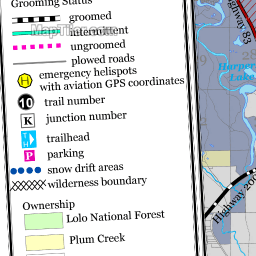 Grooming Status
groomed
intermittent
ungroomed
plowed roads
H
emergency helispots
with aviation GPS coordinates
10
trail number
K
junction number
T
H
trailhead
P
parking
snow drift areas
wilderness boundary
Ownership
Lolo National Forest
Plum Creek
Highway 83
Harpers
Lake
Highway 200